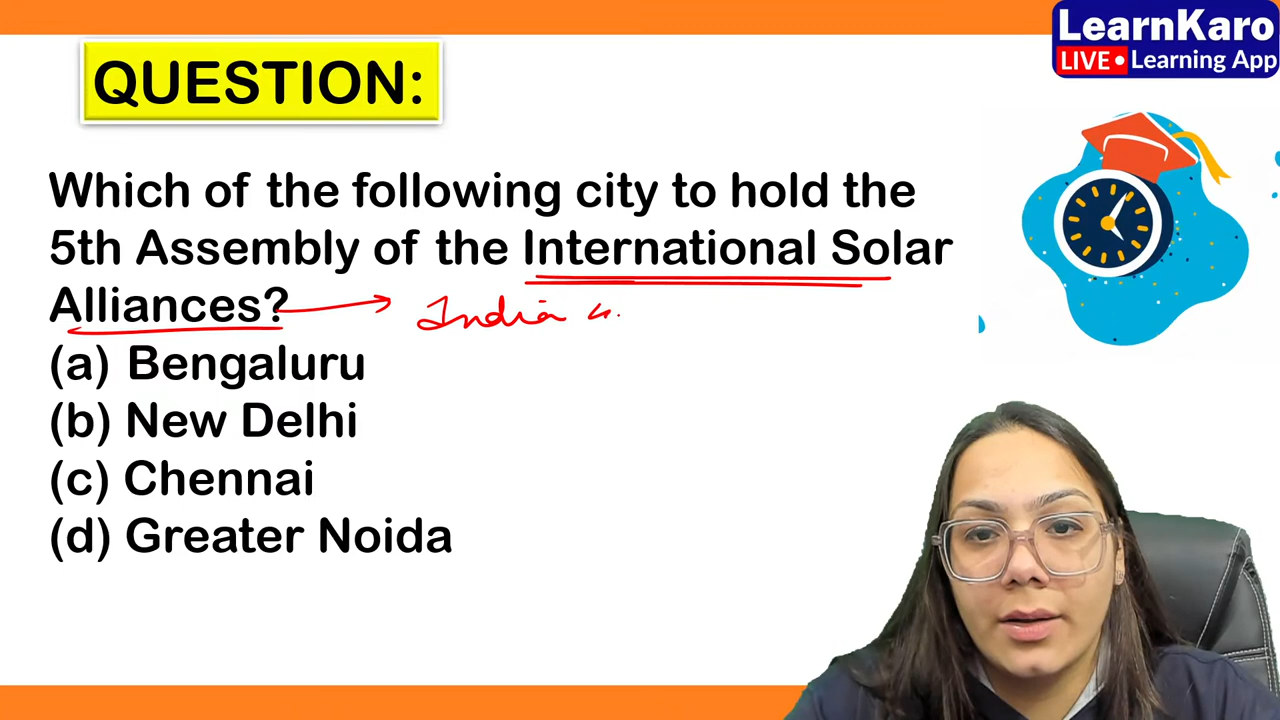 LearnKaro
LIVE • Learning App
QUESTION:
Which of the following city to hold the
5th Assembly of the International Solar
Alliances?
India
(a) Bengaluru
(b) New Delhi
(c) Chennai
(d) Greater Noida